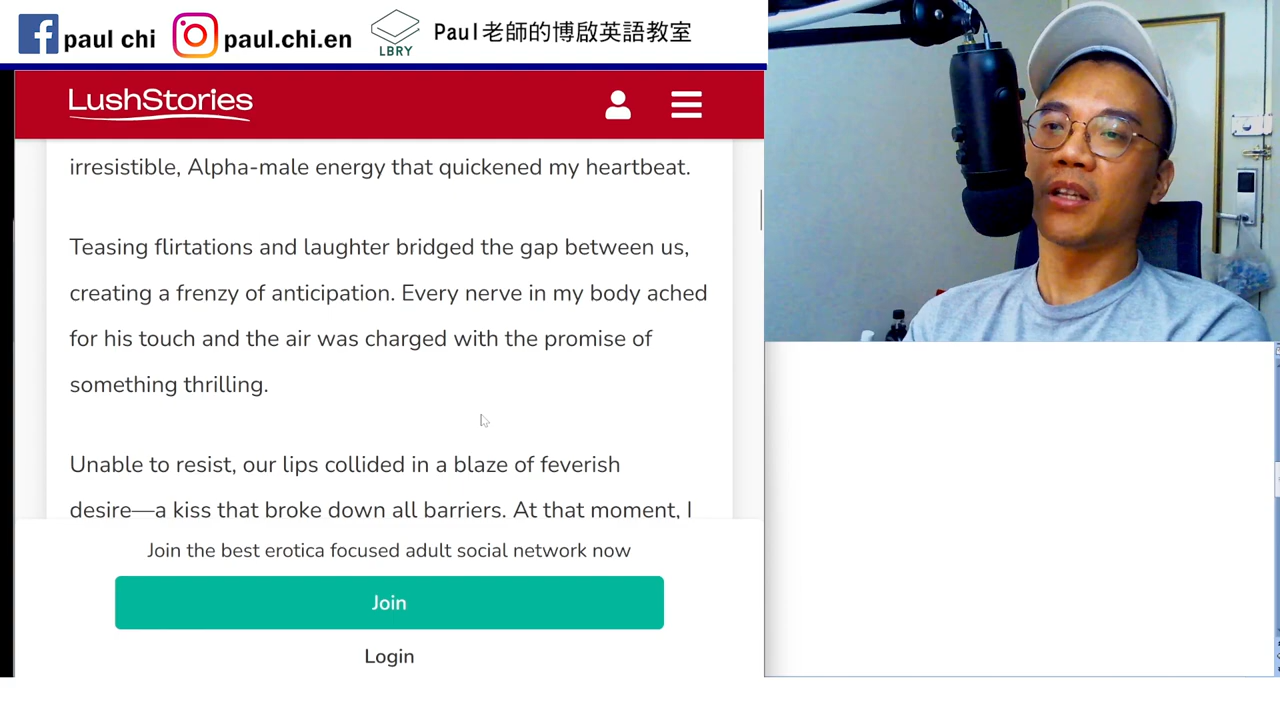 paul chi
paul.chi.en
LBRY
Paul老師的博啟英語教室
LushStories
irresistible, Alpha-male energy that quickened my heartbeat.
Teasing flirtations and laughter bridged the gap between us,
creating a frenzy of anticipation. Every nerve in my body ached
for his touch and the air was charged with the promise of
something thrilling.
Unable to resist, our lips collided in a blaze of feverish
desire—a kiss that broke down all barriers. At that moment, I
Join the best erotica focused adult social network now
Join
Login